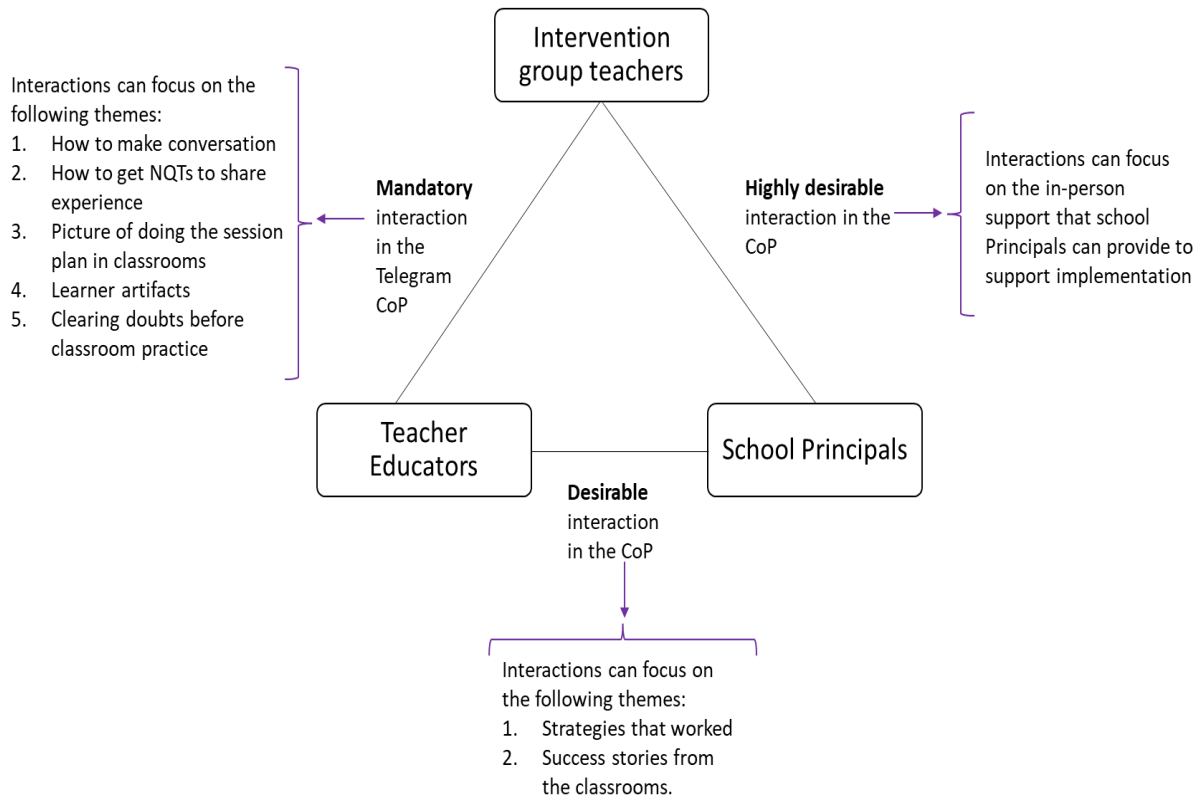 Intervention
group teachers
Interactions can focus on the
following themes:
1. How to make conversation
2. How to get NQTs to share
experience
3. Picture of doing the session
plan in classrooms
4. Learner artifacts
5. Clearing doubts before
classroom practice
Mandatory
interaction
in the
Telegram
CoP
Highly desirable
interaction in the
CoP
Interactions can focus
on the in-person
support that school
Principals can provide to
support implementation
Teacher
Educators
School Principals
Desirable
interaction
in the CoP
Interactions can focus on
the following themes:
1. Strategies that worked
2. Success stories from
the classrooms.